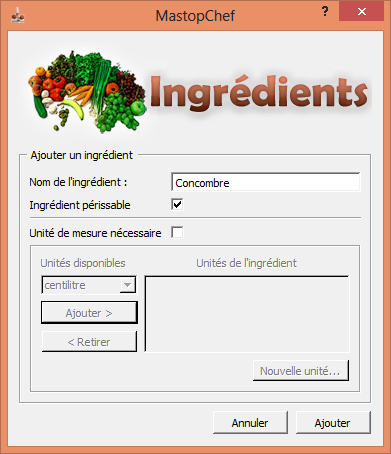 MastopChef
?
Ingrédients
Ajouter un ingrédient
Nom de l'ingrédient :
Concombre
Ingrédient périssable
Unité de mesure nécessaire
Unités disponibles
Unités de l'ingrédient
centilitre
Ajouter >
< Retirer
Nouvelle unité...
Annuler
Ajouter